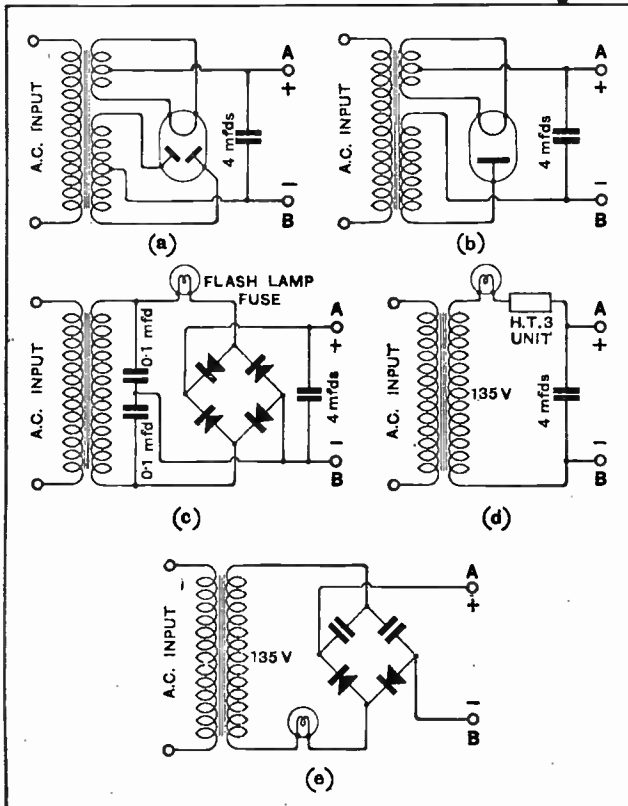 A
+
A.C. INPUT
4 mfds
−
B
(a)
A
+
A.C. INPUT
4 mfds
−
B
(b)
FLASH LAMP
FUSE
A
+
A.C. INPUT
0·1 mfd
0·1 mfd
4 mfds
−
B
(c)
A
+
H.T.3
UNIT
A.C. INPUT
135 V
4 mfds
−
B
(d)
A
+
A.C. INPUT
135 V
−
B
(e)